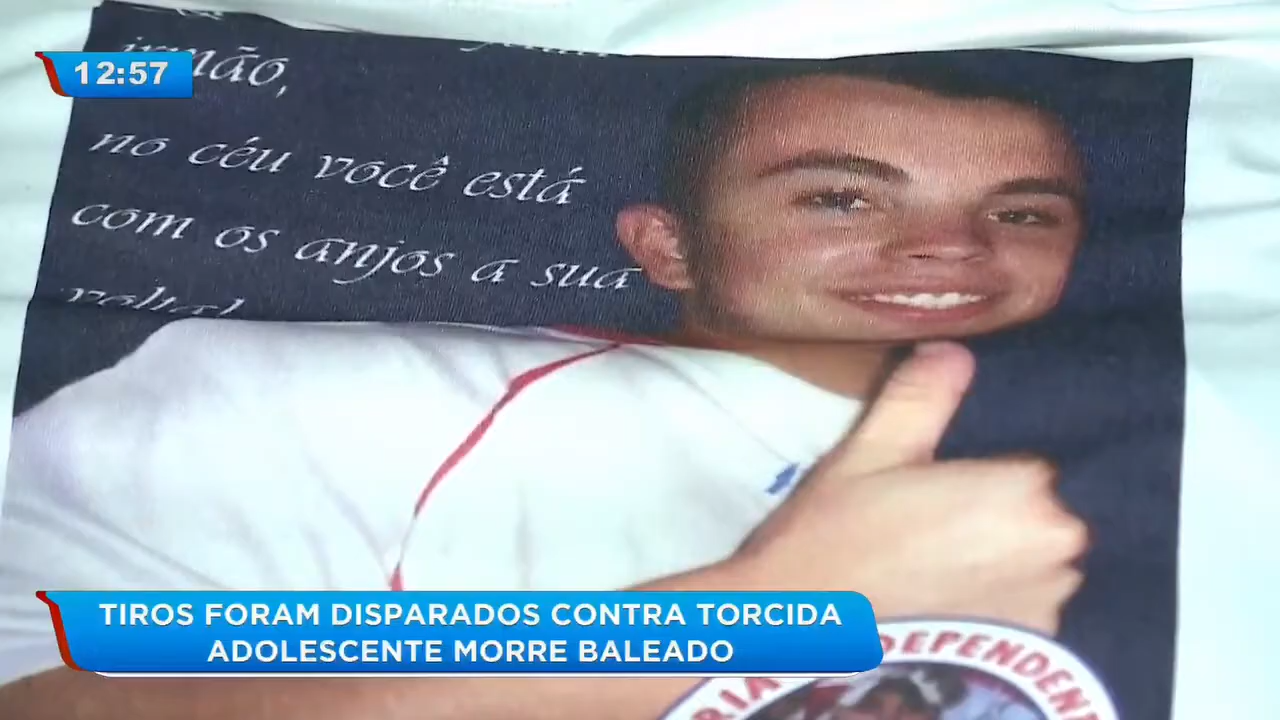 12:57
irmão,
no céu você está
com os anjos a sua
volta!
TIROS FORAM DISPARADOS CONTRA TORCIDA
ADOLESCENTE MORRE BALEADO